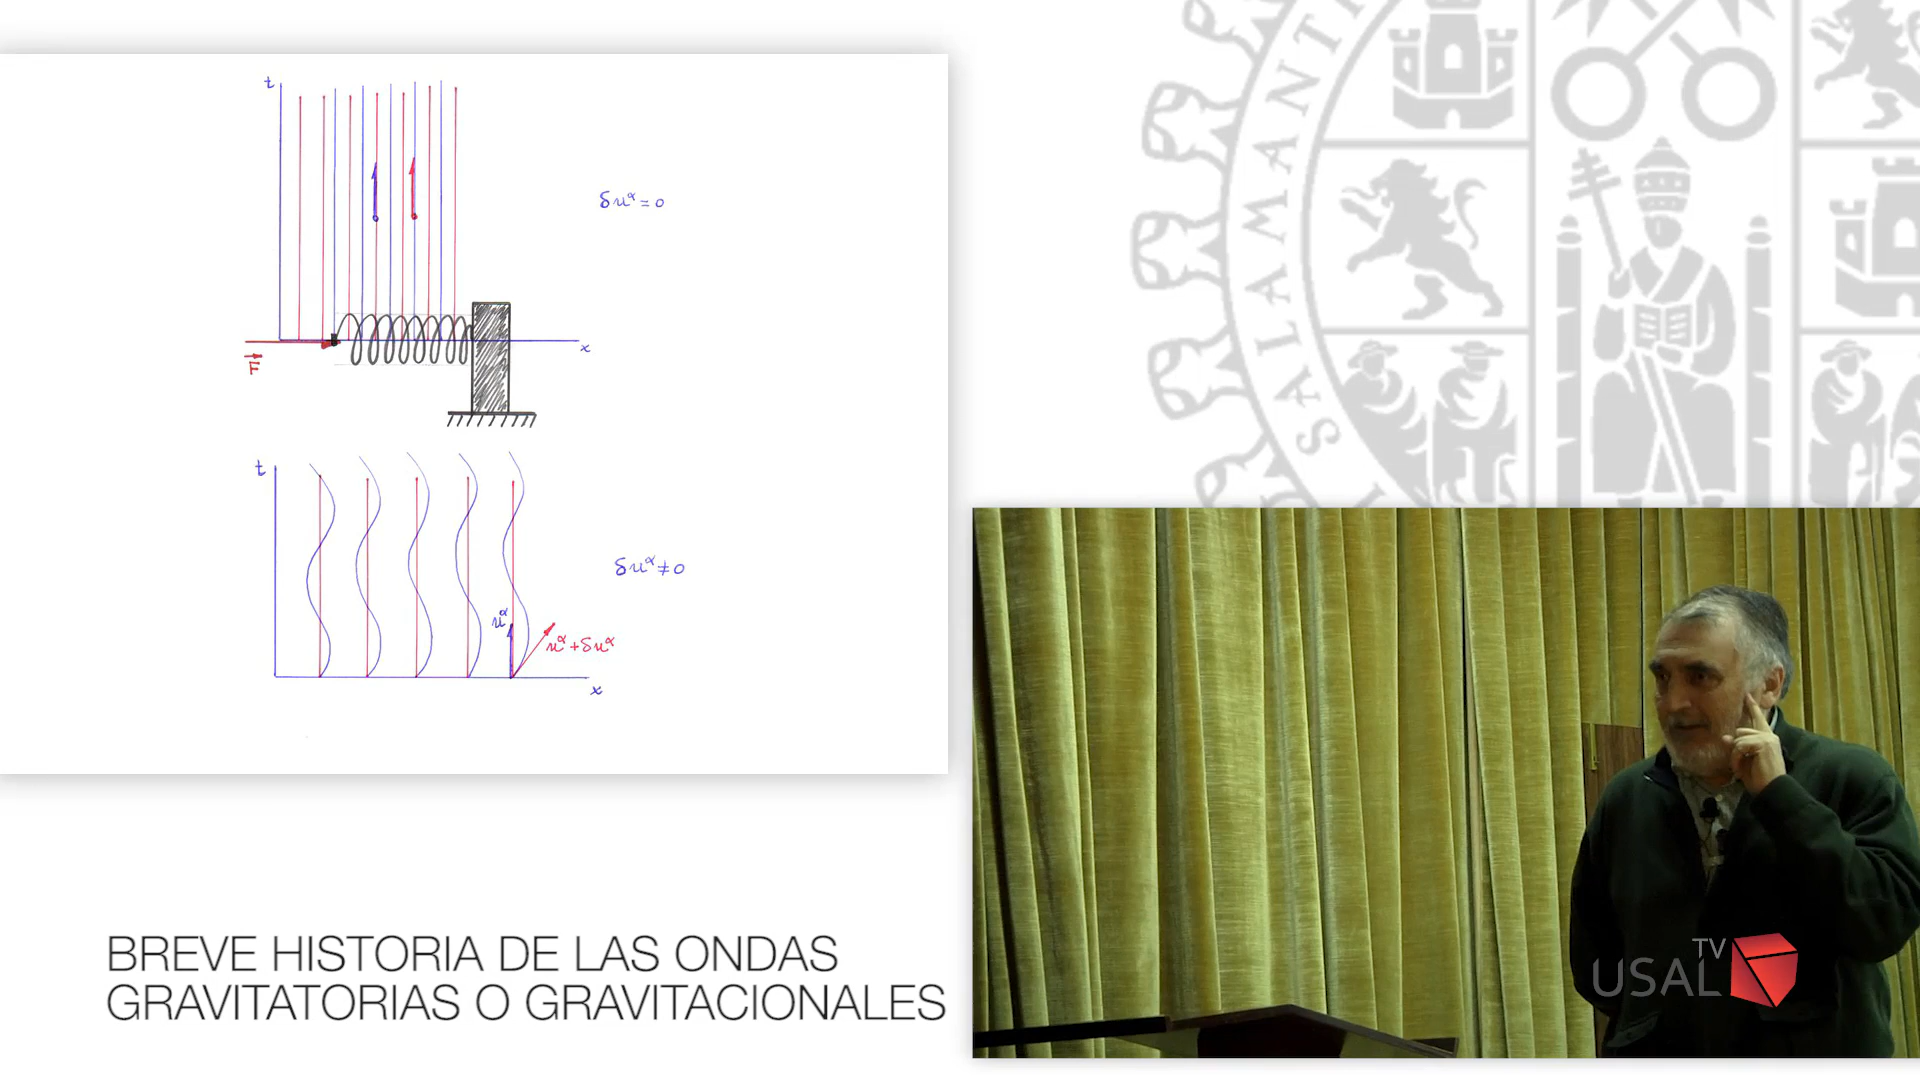 t
δu^α = 0
x
F
t
δu^α ≠ 0
u^α
u^α + δu^α
x
BREVE HISTORIA DE LAS ONDAS
GRAVITATORIAS O GRAVITACIONALES
SALAMANTI
TV
USAL